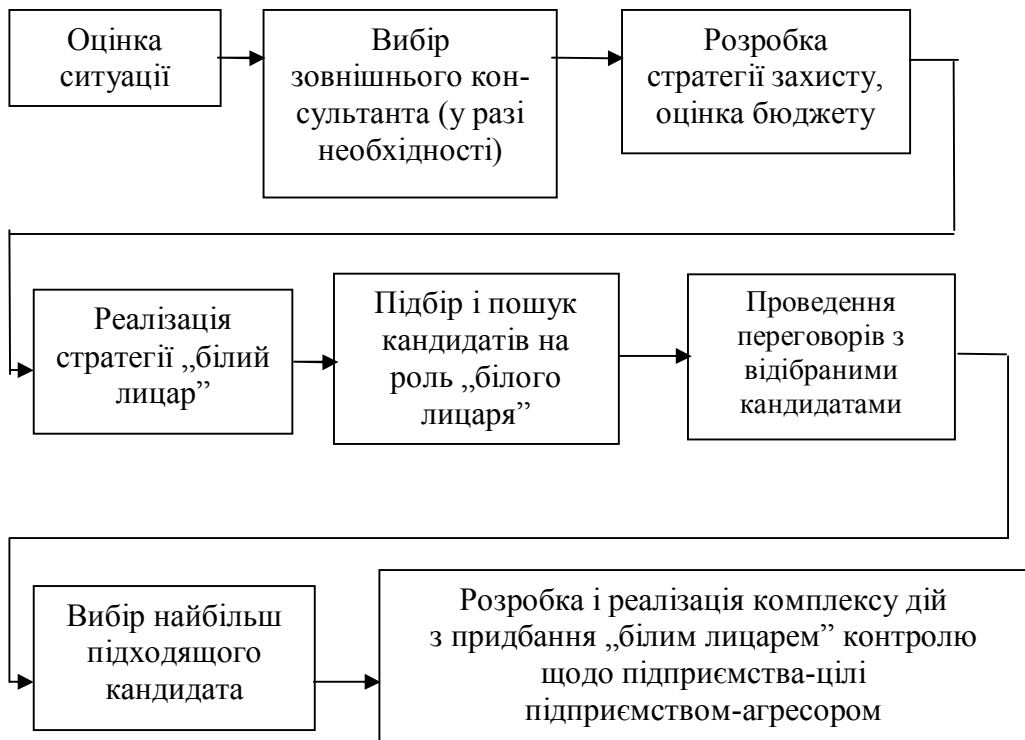 Оцінка
ситуації
Вибір
зовнішнього кон-
сультанта (у разі
необхідності)
Розробка
стратегії захисту,
оцінка бюджету
Реалізація
стратегії „білий
лицар”
Підбір і пошук
кандидатів на
роль „білого
лицаря”
Проведення
переговорів з
відібраними
кандидатами
Вибір найбільш
підходящого
кандидата
Розробка і реалізація комплексу дій
з придбання „білим лицарем” контролю
щодо підприємства-цілі
підприємством-агресором